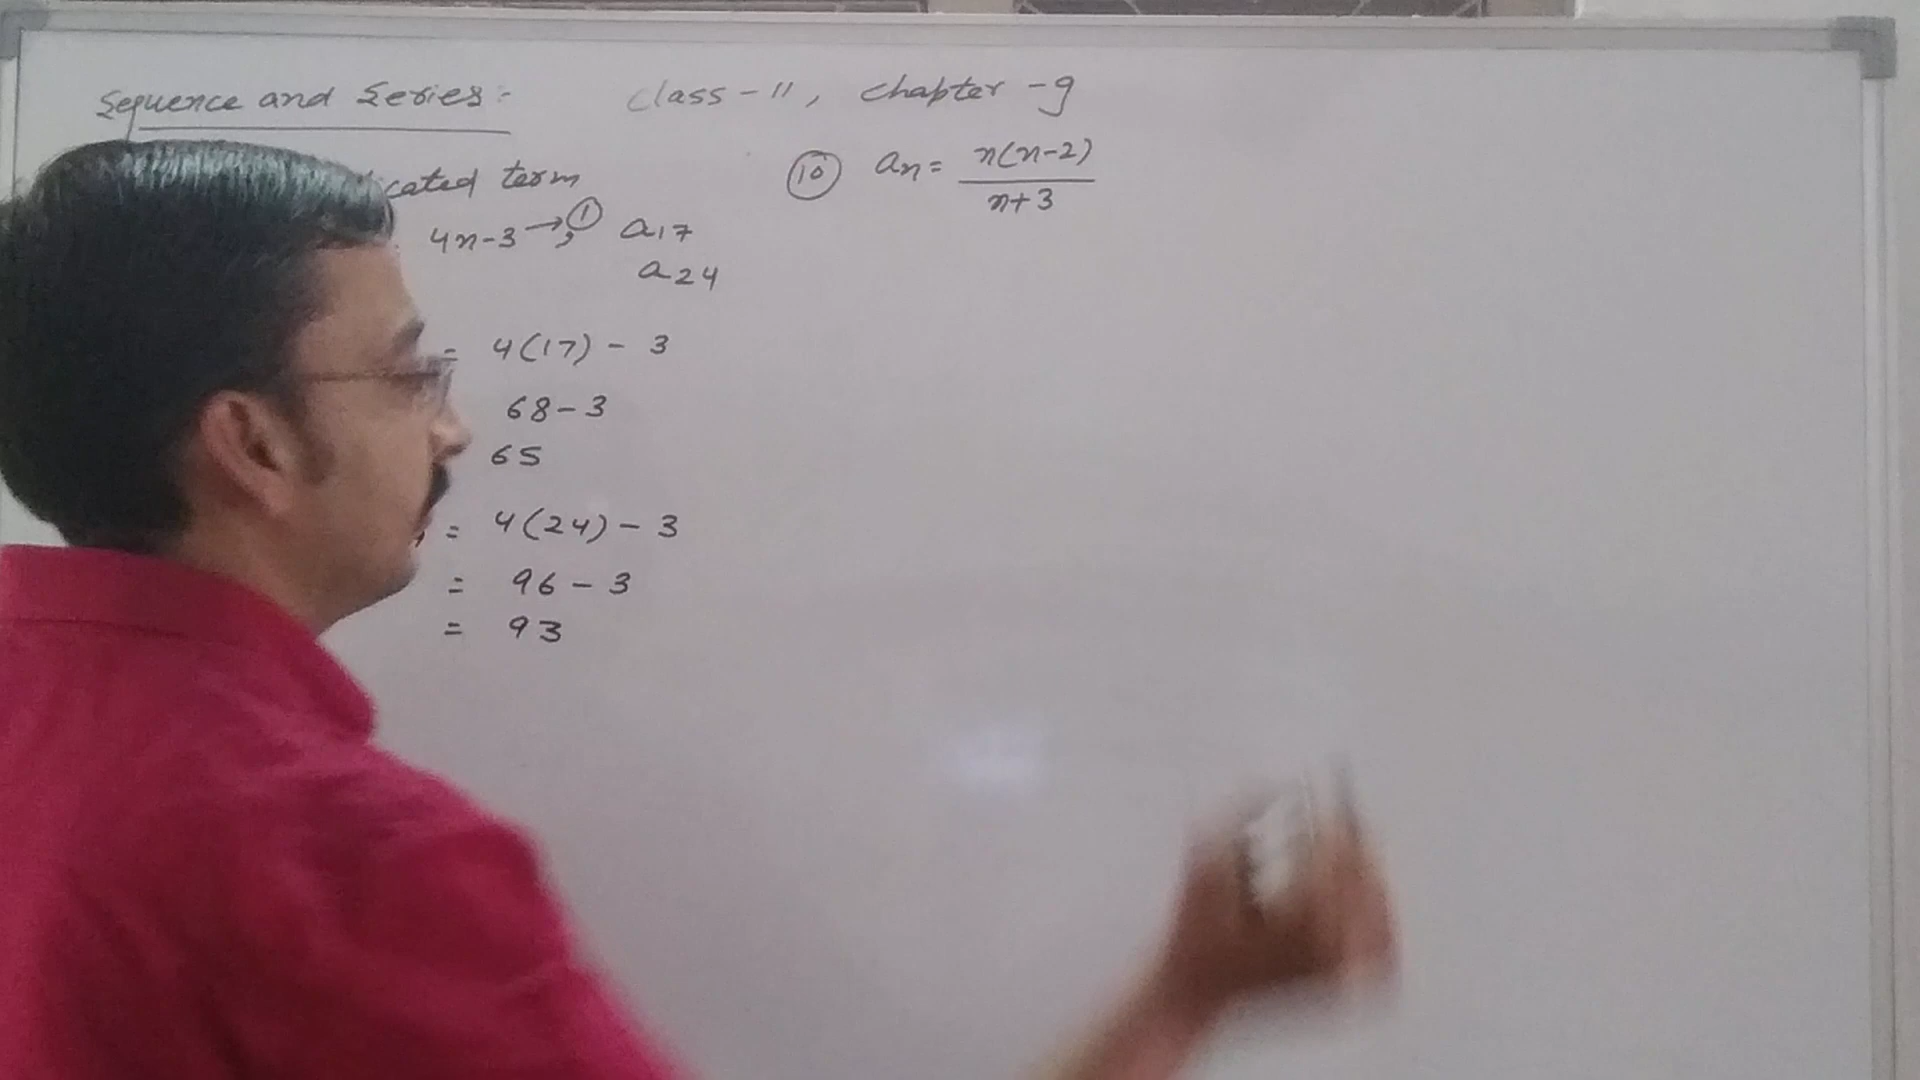 Sequence and Series:-
Class-11, Chapter-9
term
4n-3→①, a17
a24
= 4(17) - 3
68-3
65
= 4(24) - 3
= 96 - 3
= 93
⑩ an = n(n-2)/n+3